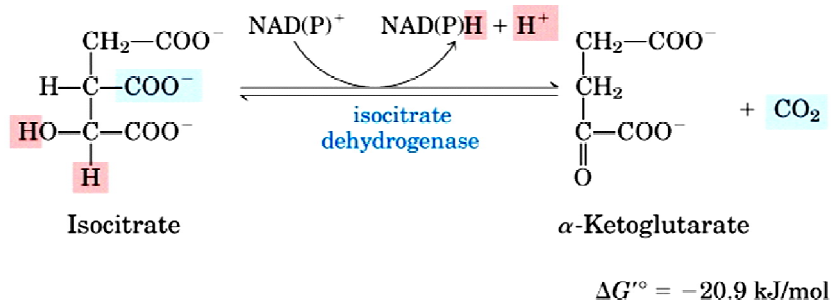 CH₂—COO⁻
H—C—COO⁻
HO—C—COO⁻
H
Isocitrate
NAD(P)⁺ NAD(P)H + H⁺
isocitrate
dehydrogenase
CH₂—COO⁻
CH₂
C—COO⁻
O
α-Ketoglutarate
+ CO₂
ΔG′° = −20.9 kJ/mol